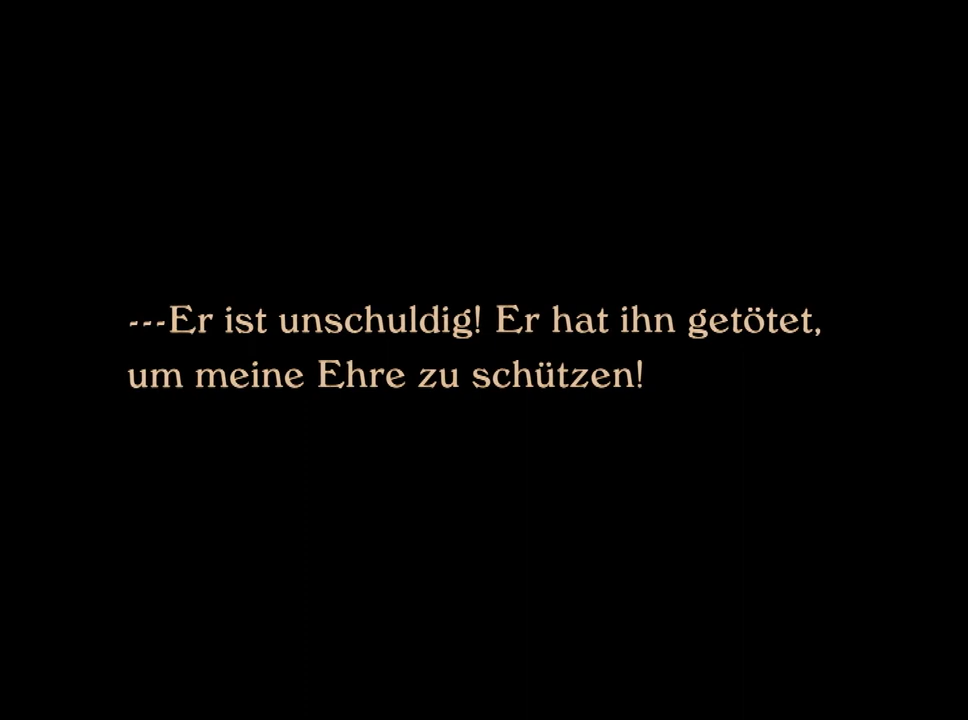 ---Er ist unschuldig! Er hat ihn getötet,
um meine Ehre zu schützen!